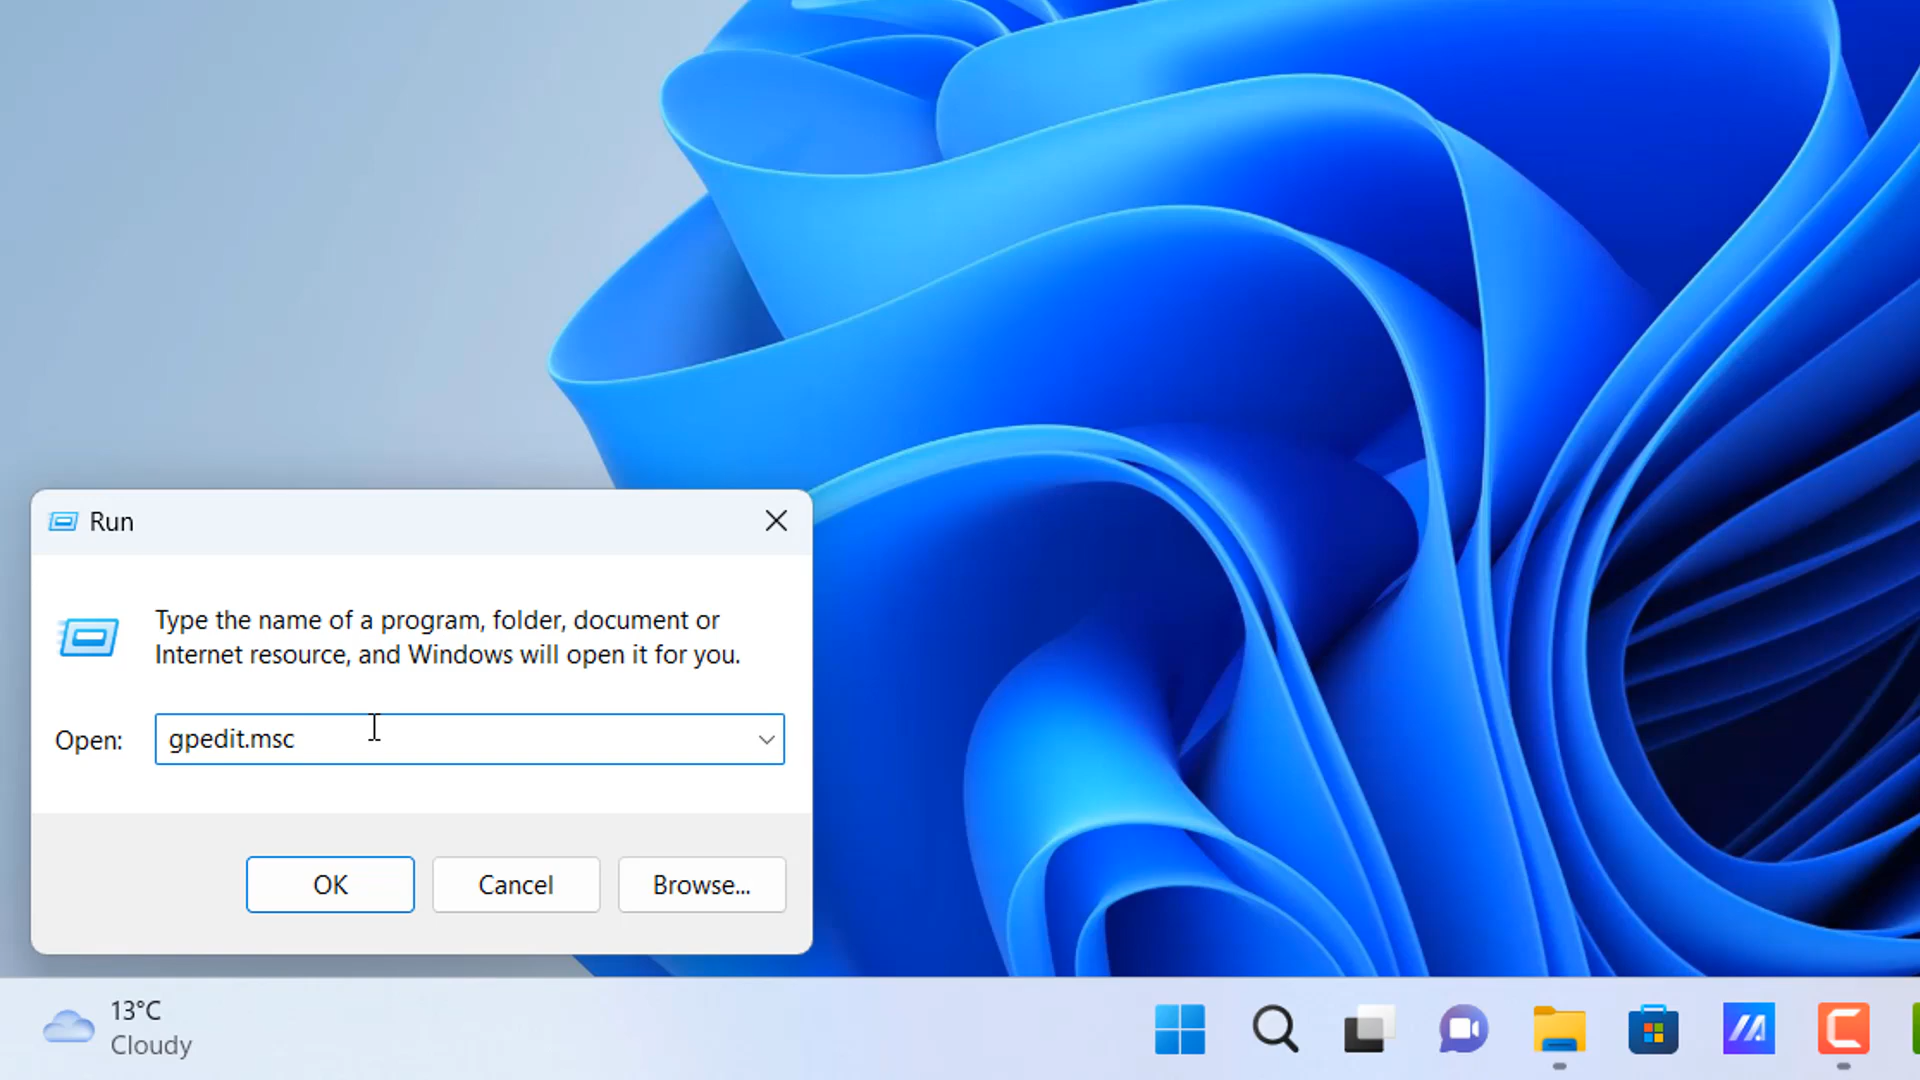 Run
Type the name of a program, folder, document or
Internet resource, and Windows will open it for you.
Open: gpedit.msc
OK Cancel Browse...
13°C
Cloudy